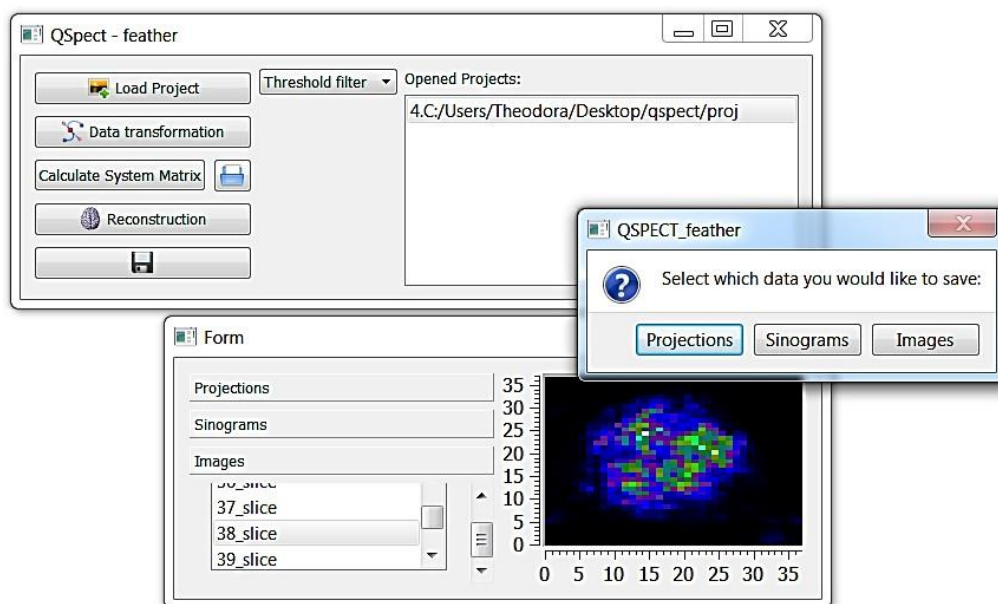 QSpect - feather
Load Project
Threshold filter
Opened Projects:
4.C:/Users/Theodora/Desktop/qspect/proj
Data transformation
Calculate System Matrix
Reconstruction
QSPECT_feather
Select which data you would like to save:
Projections
Sinograms
Images
Form
Projections
Sinograms
Images
37_slice
38_slice
39_slice
35
30
25
20
15
10
5
0
0 5 10 15 20 25 30 35